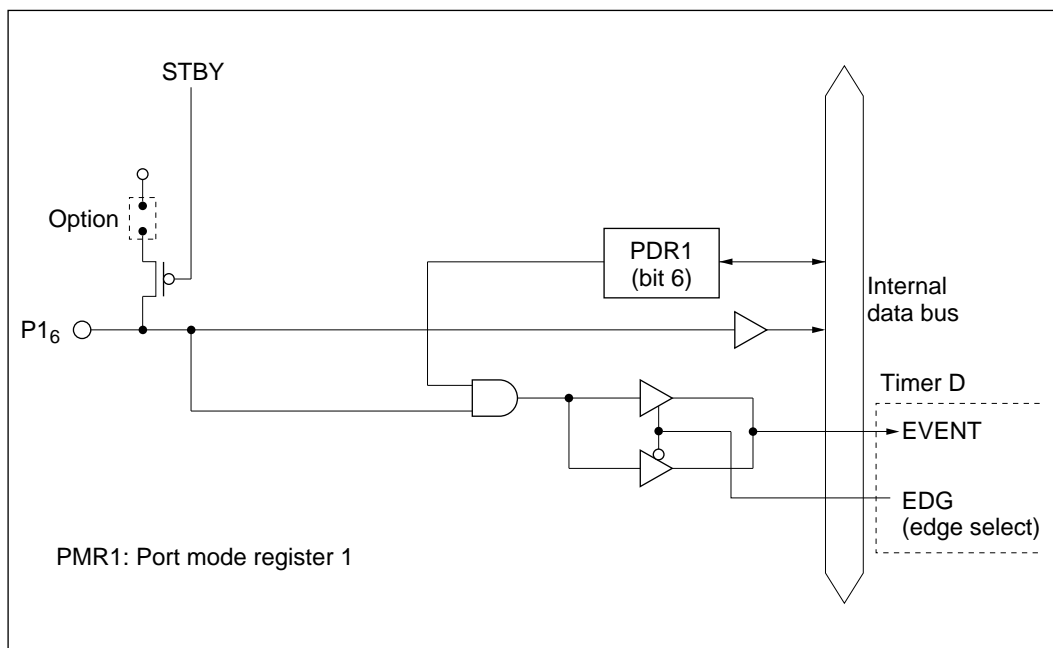 STBY
Option
PDR1
(bit 6)
Internal
data bus
P1₆
Timer D
EVENT
EDG
(edge select)
PMR1: Port mode register 1